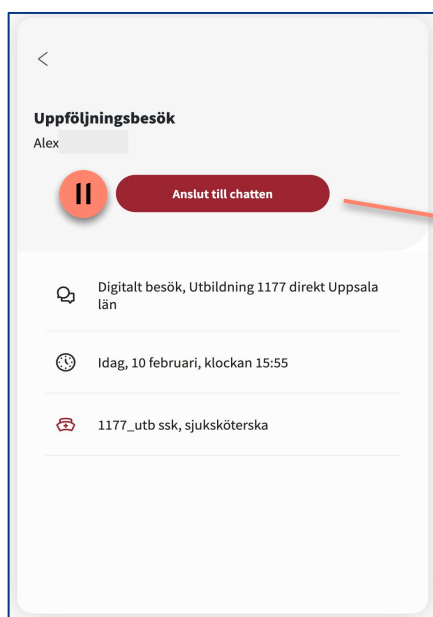 Uppföljningsbesök
Alex
11
Anslut till chatten
Digitalt besök, Utbildning 1177 direkt Uppsala
län
Idag, 10 februari, klockan 15:55
1177_utb ssk, sjuksköterska